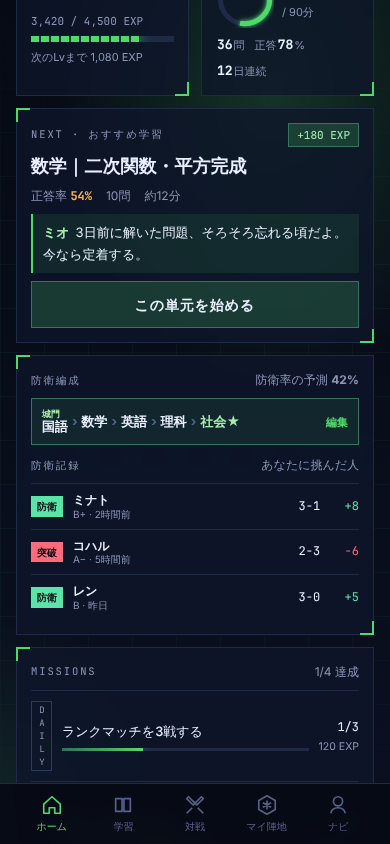 3,420 / 4,500 EXP
次のLvまで 1,080 EXP
/ 90分
36問 正答78%
12日連続
NEXT · おすすめ学習
+180 EXP
数学｜二次関数・平方完成
正答率 54% 10問 約12分
ミオ 3日前に解いた問題、そろそろ忘れる頃だよ。
今なら定着する。
この単元を始める
防衛編成
防衛率の予測 42%
城門
国語 › 数学 › 英語 › 理科 › 社会★
編集
防衛記録
あなたに挑んだ人
防衛
ミナト
B+ · 2時間前
3-1
+8
突破
コハル
A− · 5時間前
2-3
-6
防衛
レン
B · 昨日
3-0
+5
MISSIONS
1/4 達成
DAILY
ランクマッチを3戦する
1/3
120 EXP
ホーム
学習
対戦
マイ陣地
ナビ